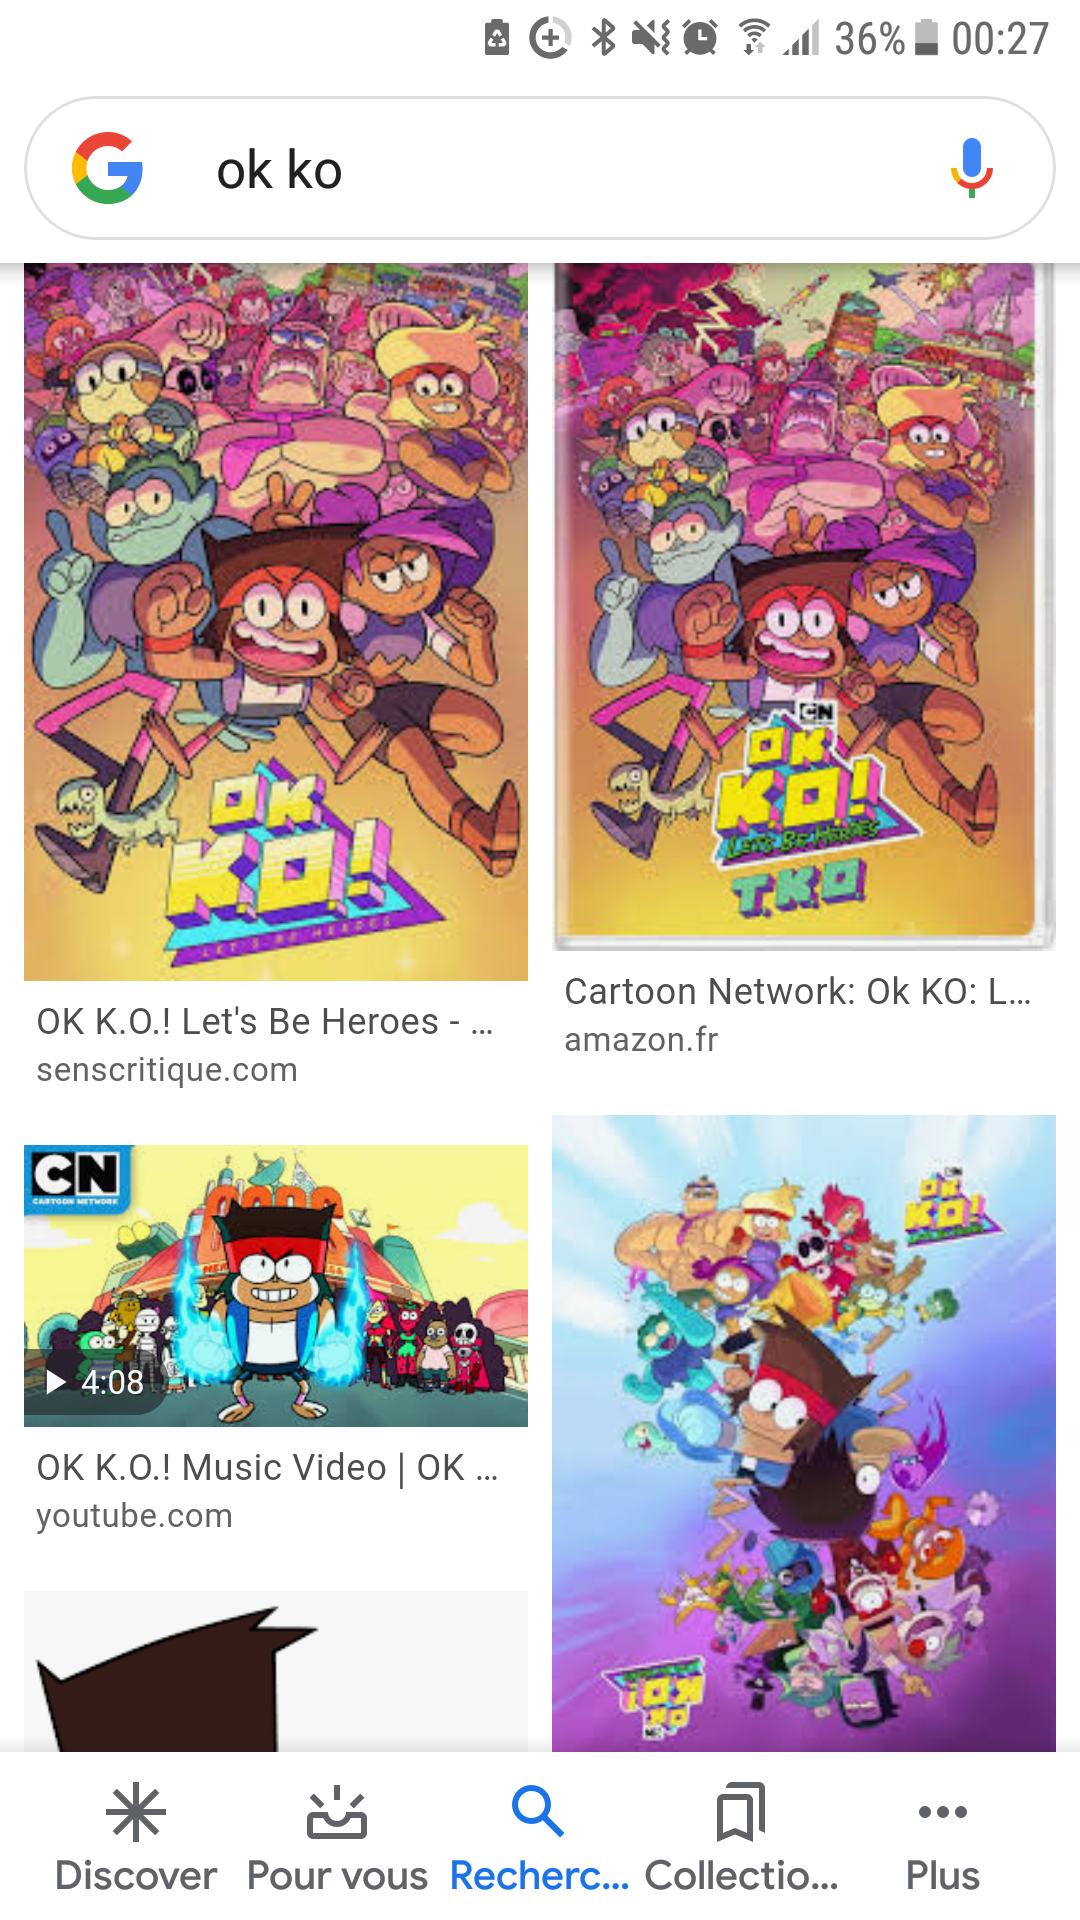 36% 00:27
ok ko
OK
K.O.!
LET'S BE HEROES
CN
OK
K.O.!
LET'S BE HEROES
T.K.O
OK K.O.! Let's Be Heroes - ...
senscritique.com
Cartoon Network: Ok KO: L...
amazon.fr
CN
CARTOON NETWORK
4:08
OK K.O.! Music Video | OK ...
youtube.com
OK
K.O.!
Discover
Pour vous
Recherc...
Collectio...
Plus